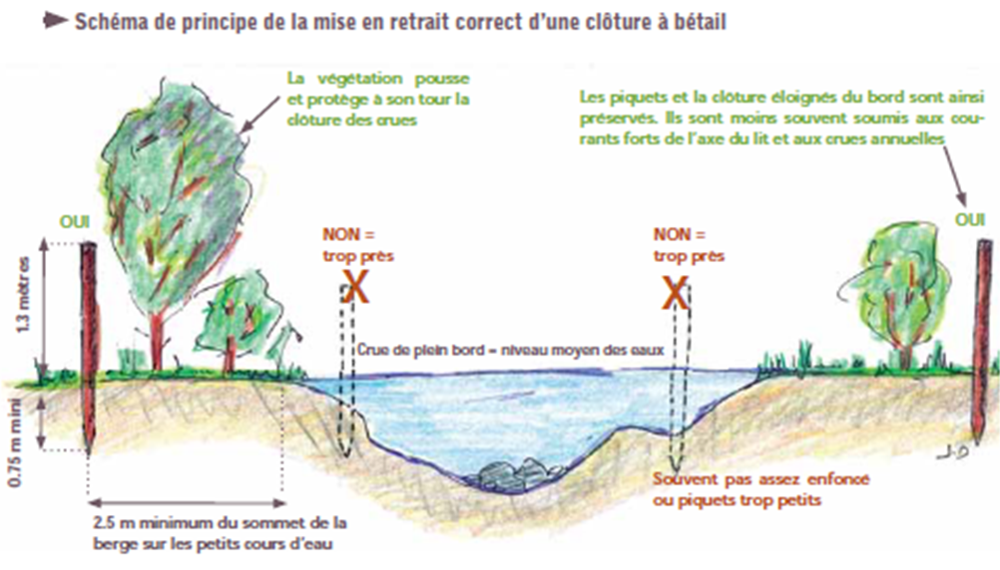 Schéma de principe de la mise en retrait correct d'une clôture à bétail
La végétation pousse
et protège à son tour la
clôture des crues
Les piquets et la clôture éloignés du bord sont ainsi
préservés. Ils sont moins souvent soumis aux cou-
rants forts de l'axe du lit et aux crues annuelles
OUI
OUI
NON =
trop près
X
NON =
trop près
X
1.3 mètres
Crue de plein bord = niveau moyen des eaux
0.75 m mini
J-D
Souvent pas assez enfoncé
ou piquets trop petits
2.5 m minimum du sommet de la
berge sur les petits cours d'eau